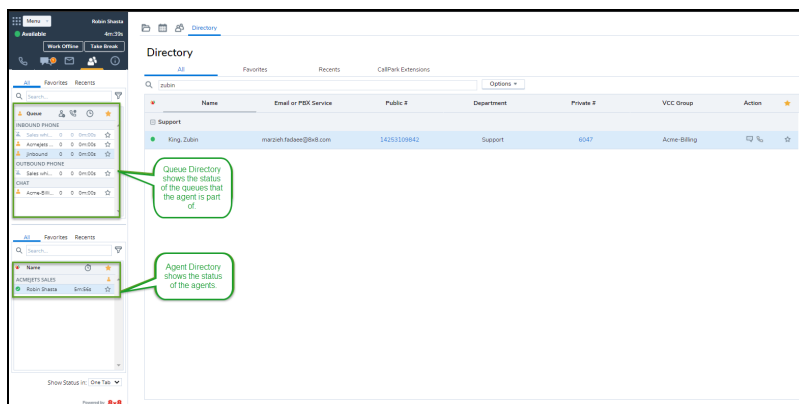 Menu
Robin Shasta
Available
4m:39s
Work Offline
Take Break
All Favorites Recents
Search...
Queue
INBOUND PHONE
Sales whi... 0 0 0m:00s
Acmejets ... 0 0 0m:00s
Jinbound 0 0 0m:00s
OUTBOUND PHONE
Sales whi... 0 0 0m:00s
CHAT
Acme-Billi... 0 0 0m:00s
All Favorites Recents
Search...
Name
ACMEJETS SALES
Robin Shasta 5m:56s
Show Status in: One Tab
Powered by 8x8
Directory
Directory
All Favorites Recents CallPark Extensions
zubin
Options
Name Email or PBX Service Public # Department Private # VCC Group Action
Support
King, Zubin marzieh.fadaee@8x8.com 14253109842 Support 6047 Acme-Billing
Queue Directory
shows the status
of the queues that
the agent is part
of.
Agent Directory
shows the status
of the agents.